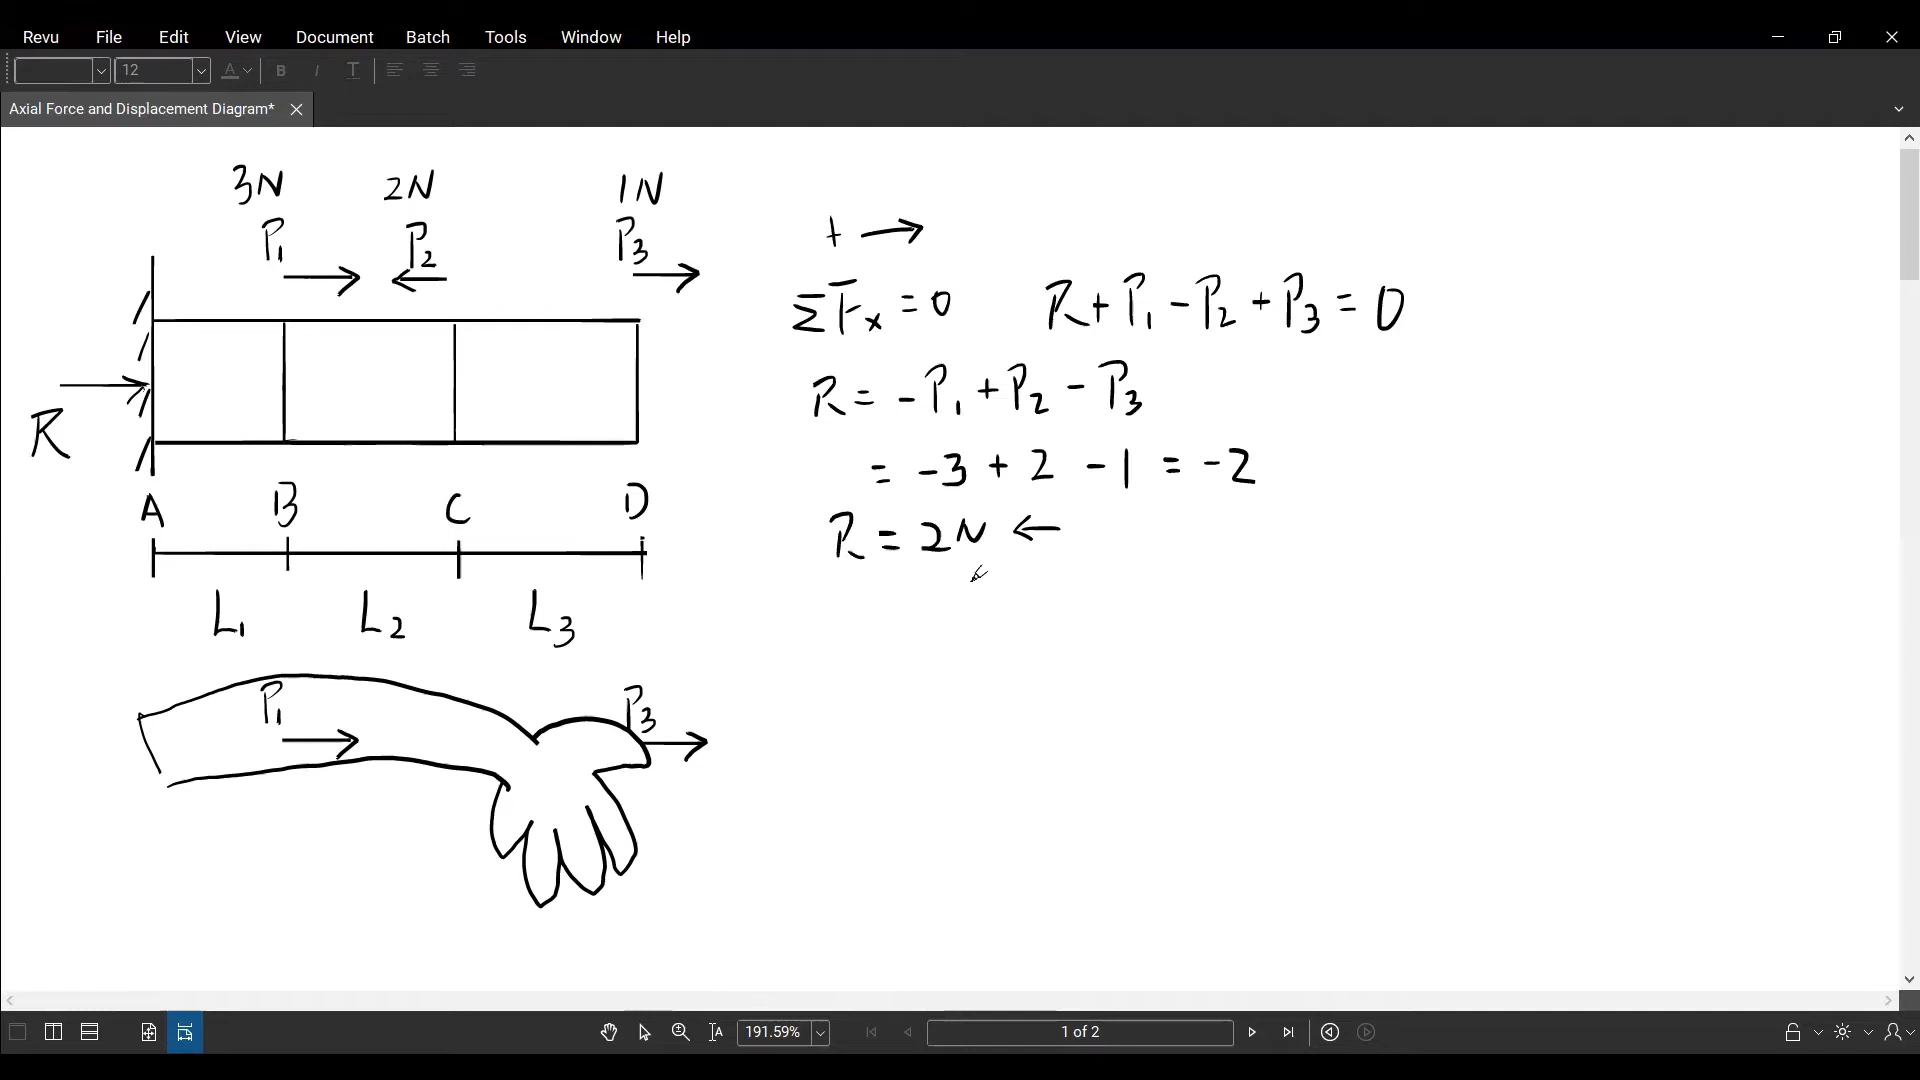 Revu File Edit View Document Batch Tools Window Help
12 A B I T
Axial Force and Displacement Diagram*
3N 2N 1N
P₁ P₂ P₃
R
A B C D
L₁ L₂ L₃
P₁ P₃
+ →
ΣFₓ = 0 R + P₁ - P₂ + P₃ = 0
R = - P₁ + P₂ - P₃
= -3 + 2 - 1 = -2
R = 2N ←
191.59% 1 of 2